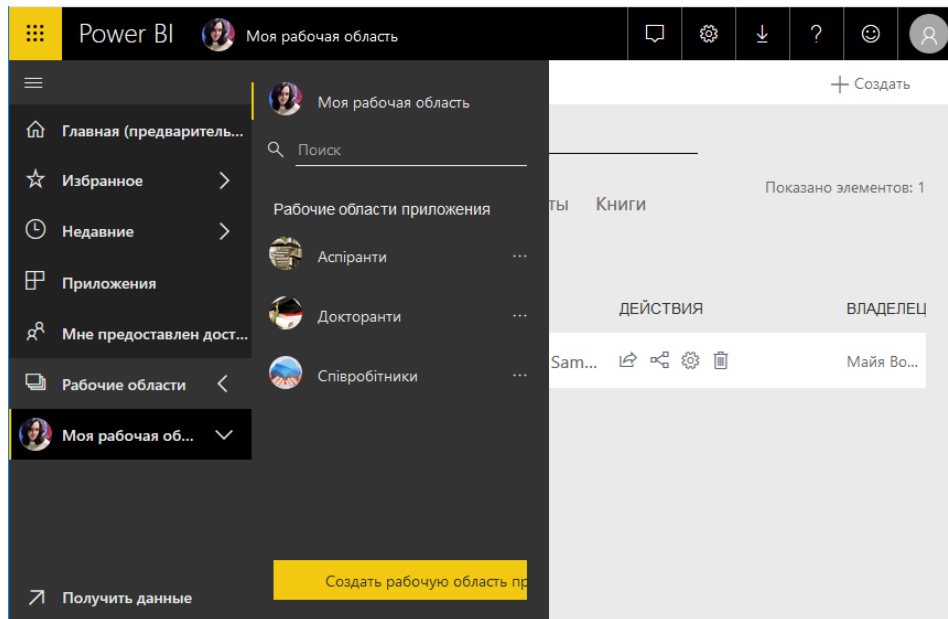 Power BI Моя рабочая область
Моя рабочая область
+ Создать
Главная (предваритель...
Поиск
Избранное
Показано элементов: 1
Рабочие области приложения
ты Книги
Недавние
Аспіранти ...
Приложения
ДЕЙСТВИЯ ВЛАДЕЛЕЦ
Докторанти ...
Мне предоставлен дост...
Sam... Майя Во...
Рабочие области
Співробітники ...
Моя рабочая об...
Создать рабочую область пр
Получить данные